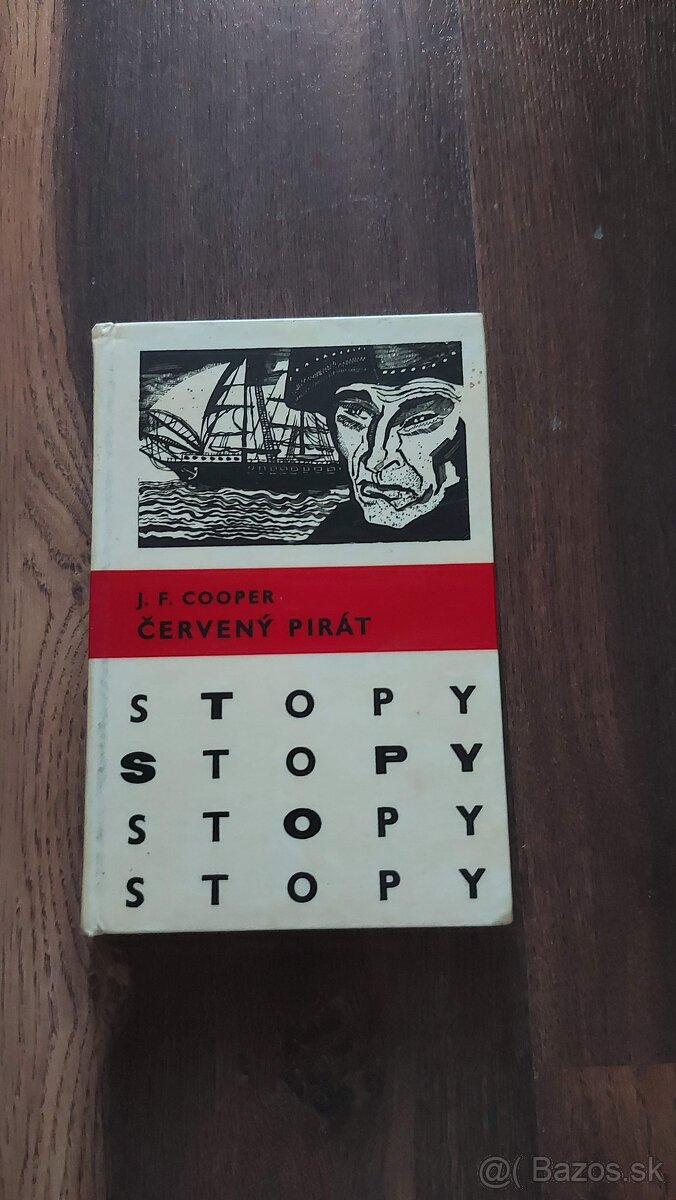 J. F. COOPER
ČERVENÝ PIRÁT
STOPY
STOPY
STOPY
STOPY
@( Bazos.sk